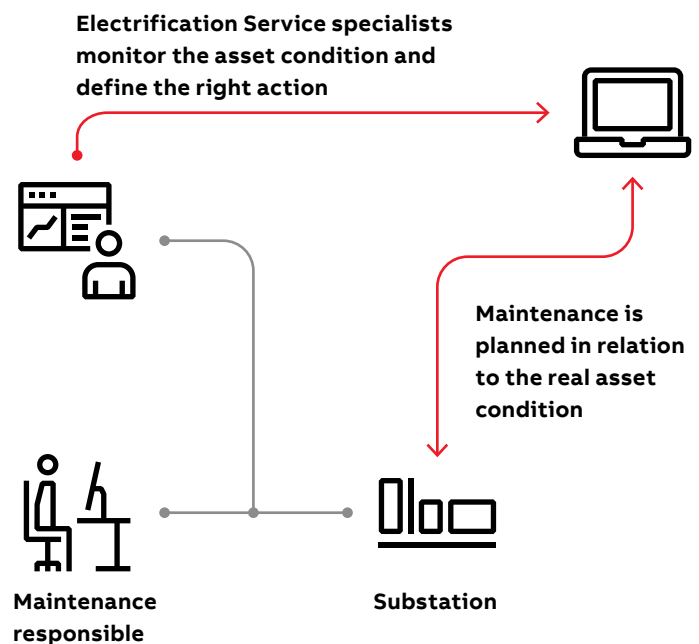 Electrification Service specialists
monitor the asset condition and
define the right action
Maintenance is
planned in relation
to the real asset
condition
Maintenance
responsible
Substation